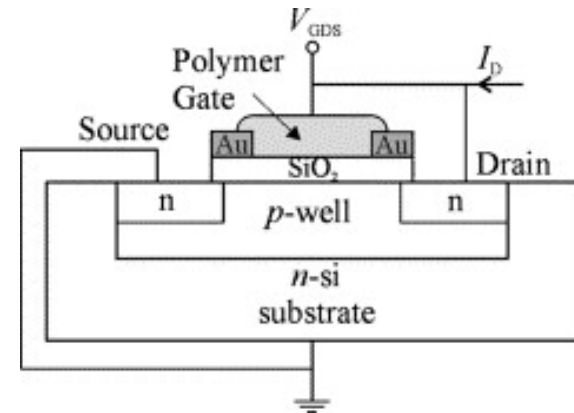 V_GDS
I_D
Polymer
Gate
Source
Au
Au
SiO₂
Drain
n
p-well
n
n-si
substrate